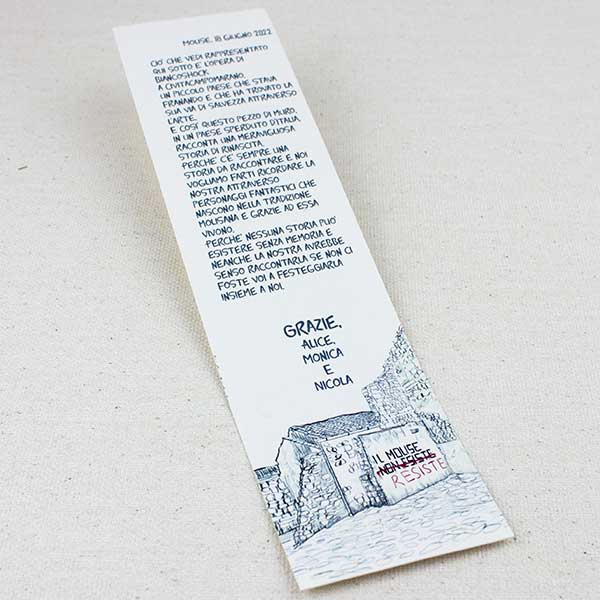 MOLISE, 18 GIUGNO 2022
CIO' CHE VEDI RAPPRESENTATO
QUI SOTTO E' L'OPERA DI
BIANCOSHOCK
A CIVITACAMPOMARANO,
UN PICCOLO PAESE CHE STAVA
FRANANDO E CHE HA TROVATO LA
SUA VIA DI SALVEZZA ATTRAVERSO
L'ARTE.
E COSI' QUESTO PEZZO DI MURO,
IN UN PAESE SPERDUTO D'ITALIA
RACCONTA UNA MERAVIGLIOSA
STORIA DI RINASCITA.
PERCHE' C'E' SEMPRE UNA
STORIA DA RACCONTARE E NOI
VOGLIAMO FARTI RICORDARE LA
NOSTRA ATTRAVERSO
PERSONAGGI FANTASTICI CHE
NASCONO NELLA TRADIZIONE
MOLISANA E GRAZIE AD ESSA
VIVONO.
PERCHE' NESSUNA STORIA PUO'
ESISTERE SENZA MEMORIA E
NEANCHE LA NOSTRA AVREBBE
SENSO RACCONTARLA SE NON CI
FOSTE VOI A FESTEGGIARLA
INSIEME A NOI.
GRAZIE,
ALICE,
MONICA
E
NICOLA
IL MOLISE
NON ESISTE
RESISTE